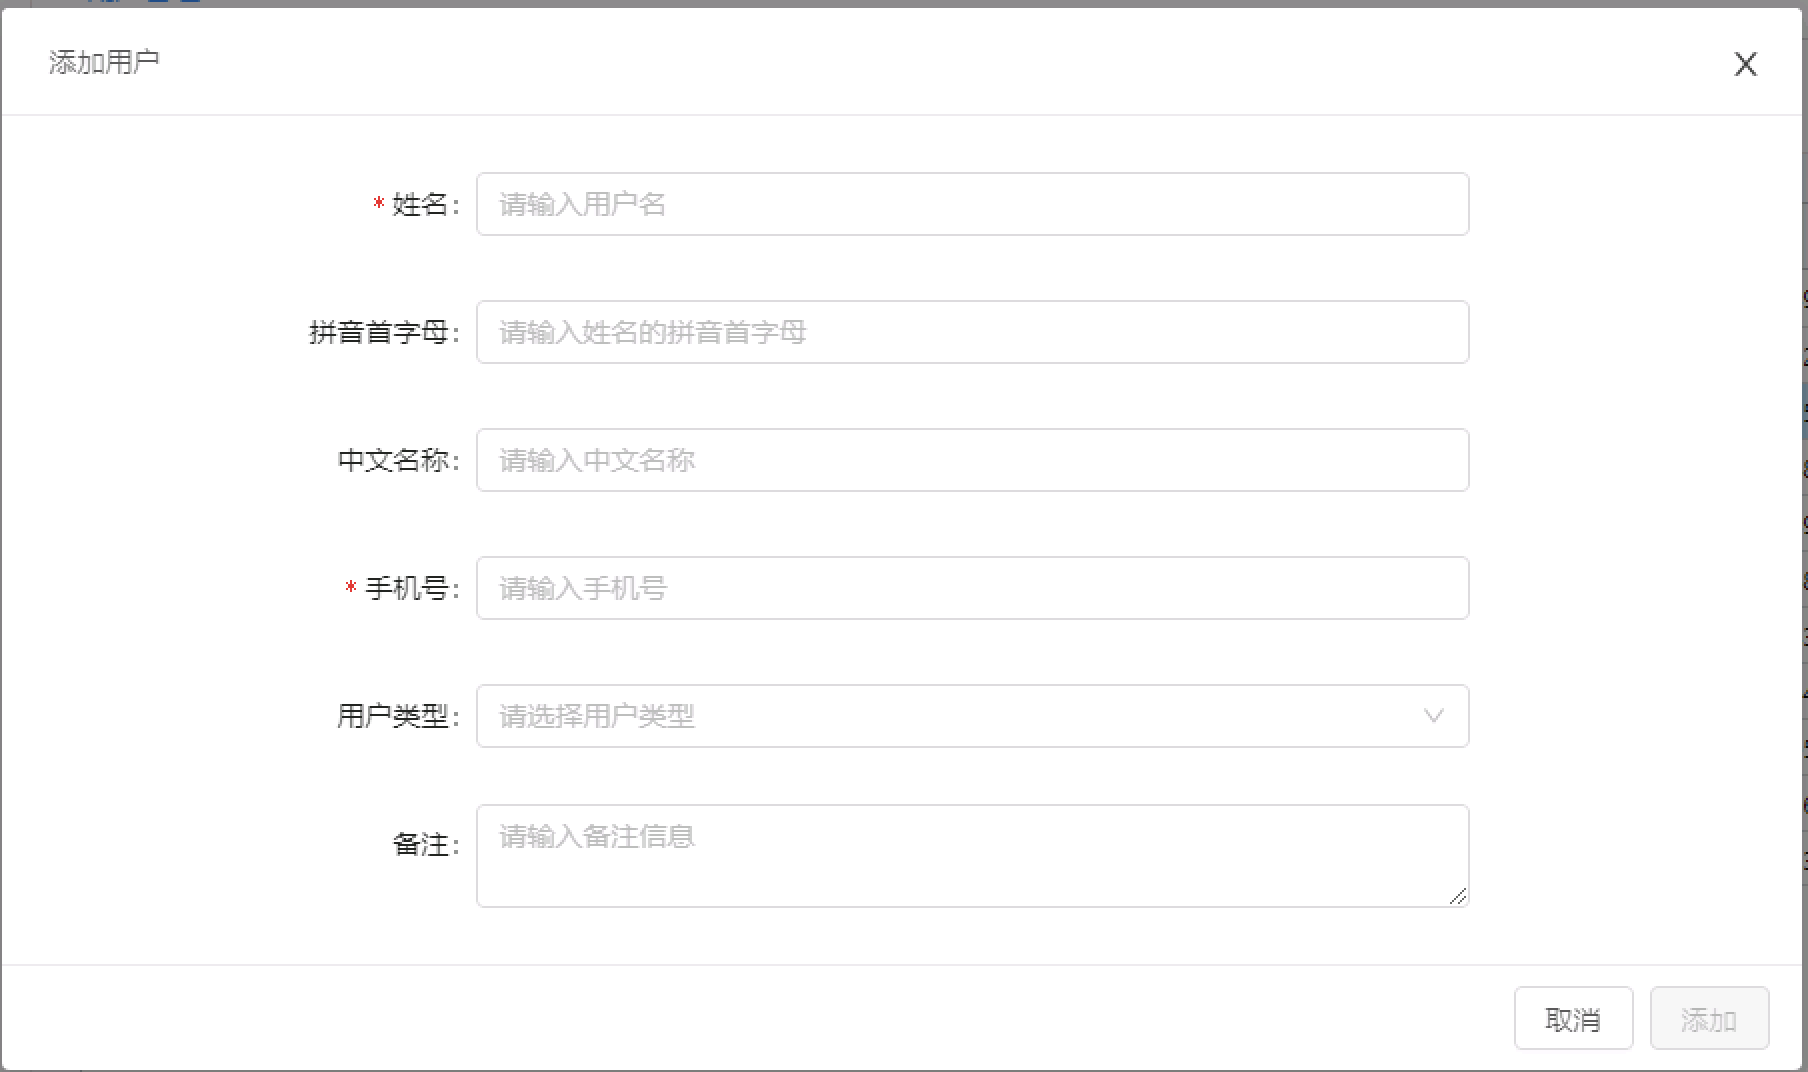 添加用户
* 姓名: 请输入用户名
拼音首字母: 请输入姓名的拼音首字母
中文名称: 请输入中文名称
* 手机号: 请输入手机号
用户类型: 请选择用户类型
备注: 请输入备注信息
取消 添加